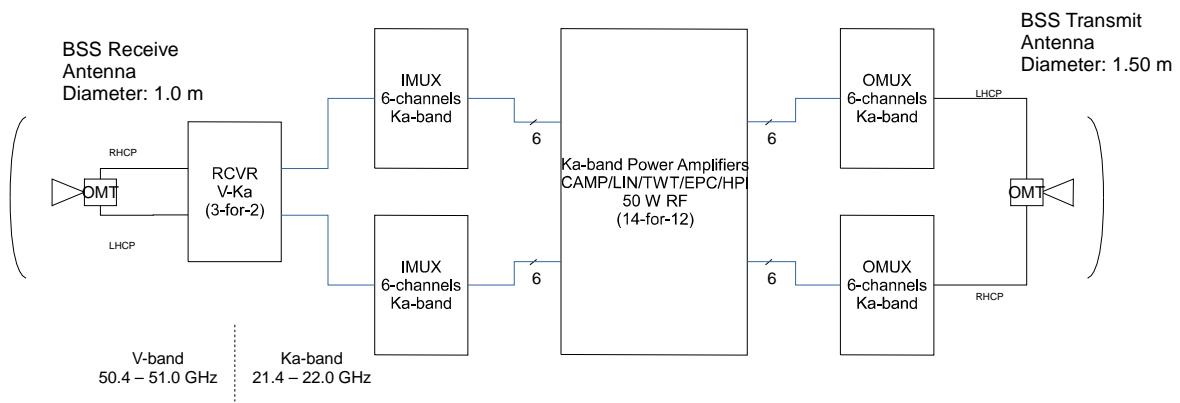 BSS Receive
Antenna
Diameter: 1.0 m
RHCP
OMT
LHCP
RCVR
V-Ka
(3-for-2)
IMUX
6-channels
Ka-band
6
IMUX
6-channels
Ka-band
6
Ka-band Power Amplifiers
CAMP/LIN/TWT/EPC/HPI
50 W RF
(14-for-12)
6
6
OMUX
6-channels
Ka-band
OMUX
6-channels
Ka-band
LHCP
OMT
RHCP
BSS Transmit
Antenna
Diameter: 1.50 m
V-band
50.4 – 51.0 GHz
Ka-band
21.4 – 22.0 GHz